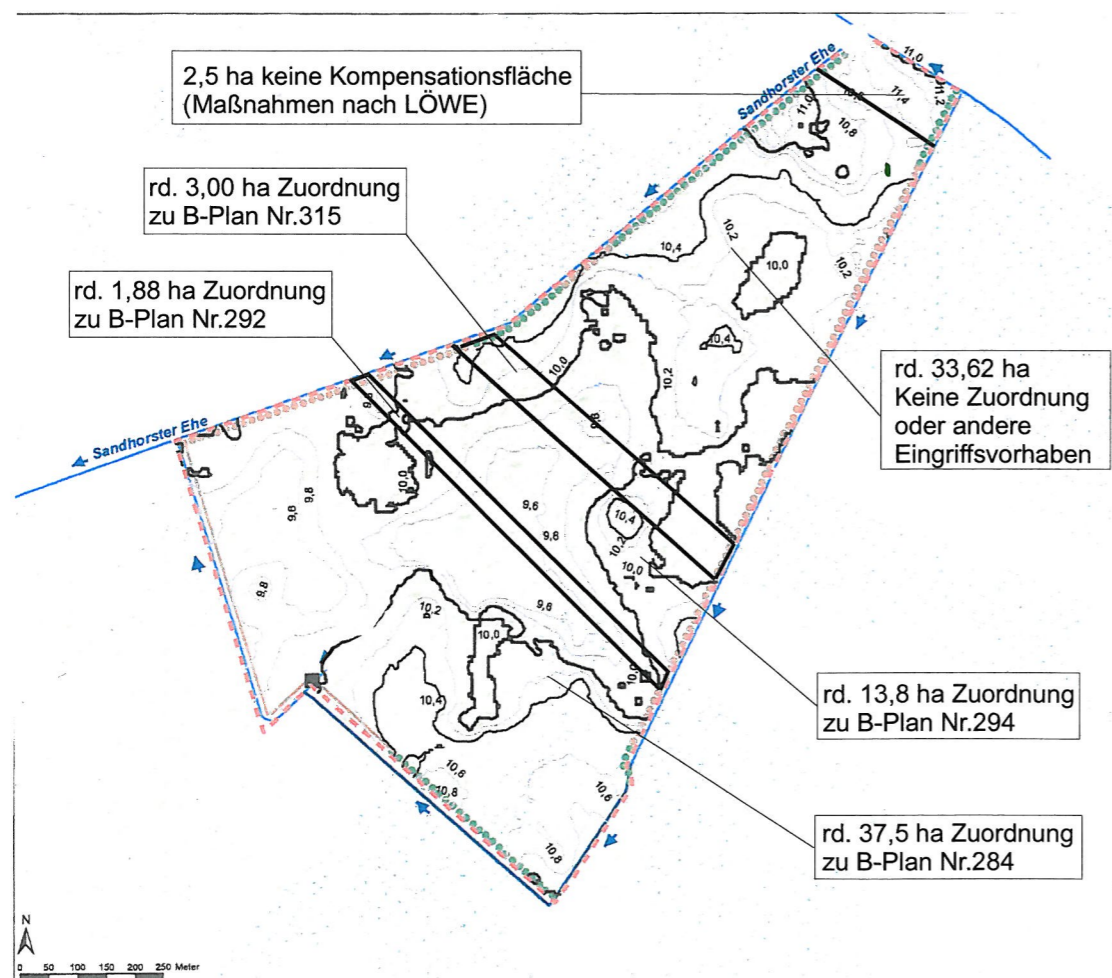 2,5 ha keine Kompensationsfläche
(Maßnahmen nach LÖWE)
Sandhorster Ehe
11,0
11,2
11,4
11,0
10,8
rd. 3,00 ha Zuordnung
zu B-Plan Nr.315
10,4
10,2
10,2
10,0
rd. 1,88 ha Zuordnung
zu B-Plan Nr.292
10,4
10,0
10,2
rd. 33,62 ha
Keine Zuordnung
oder andere
Eingriffsvorhaben
Sandhorster Ehe
10,0
9,6
9,8
9,6
9,8
10,4
10,2
10,0
9,8
9,6
10,2
10,0
10,0
10,4
rd. 13,8 ha Zuordnung
zu B-Plan Nr.294
10,6
10,8
10,6
10,8
rd. 37,5 ha Zuordnung
zu B-Plan Nr.284
N
0 50 100 150 200 250 Meter